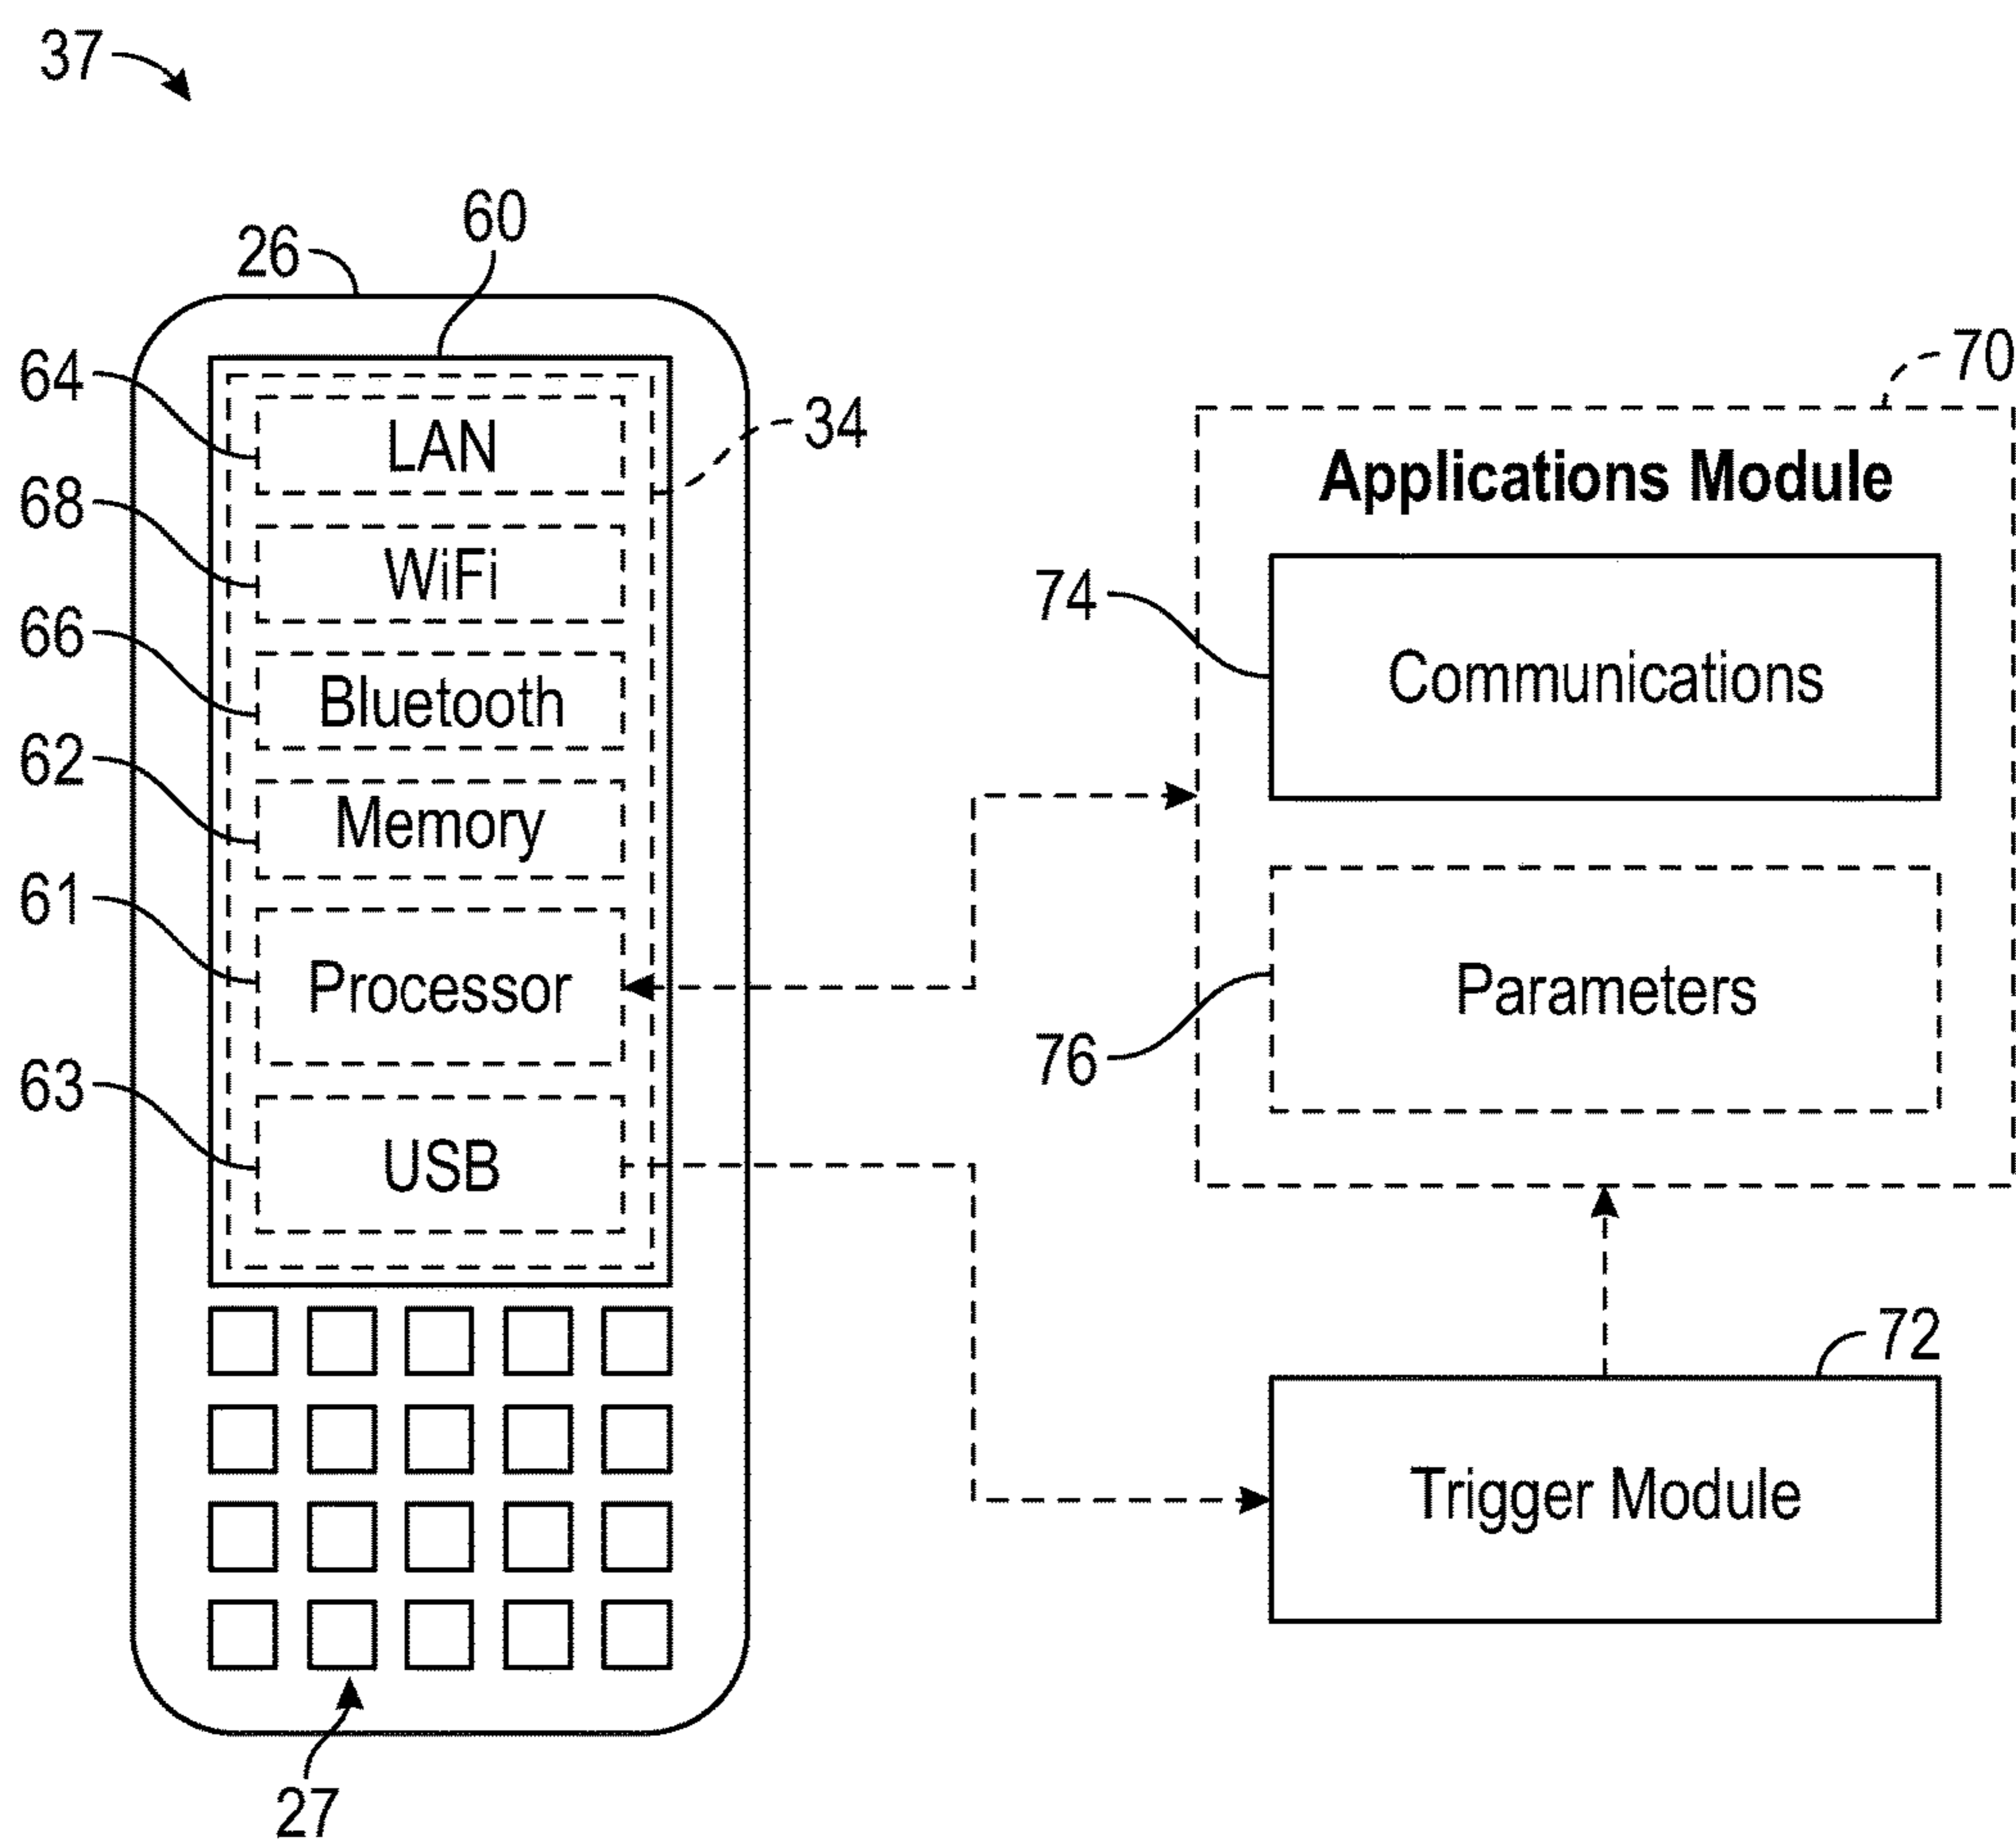 37
60
26
64
LAN
34
70
Applications Module
68
WiFi
74
Communications
66
Bluetooth
62
Memory
61
Processor
76
Parameters
63
USB
72
Trigger Module
27